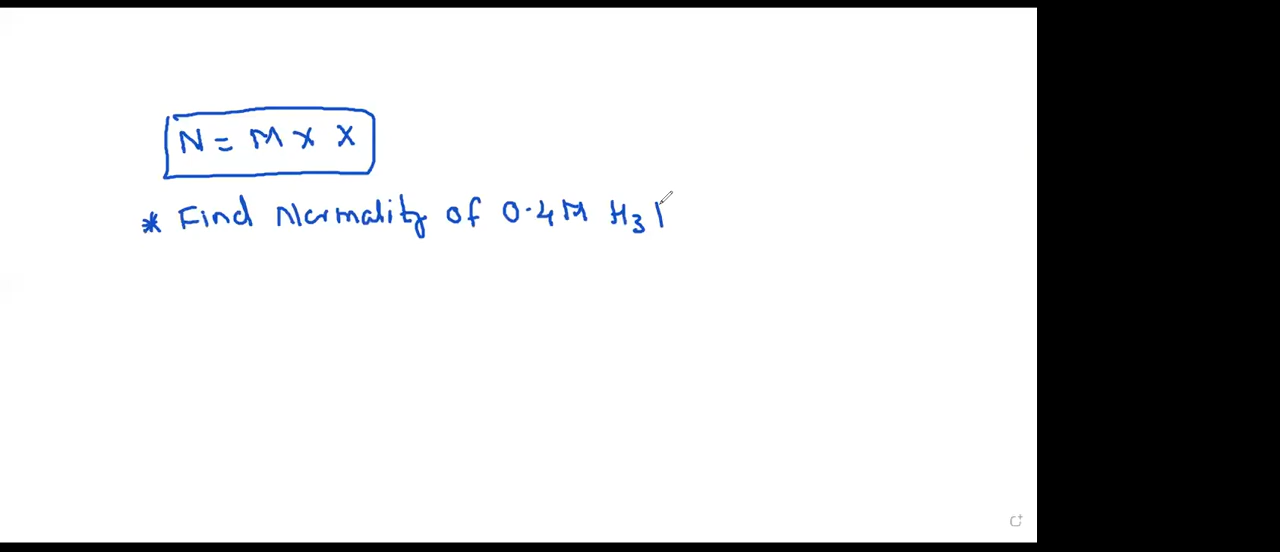 N = M × x
* Find Normality of 0.4M H₃